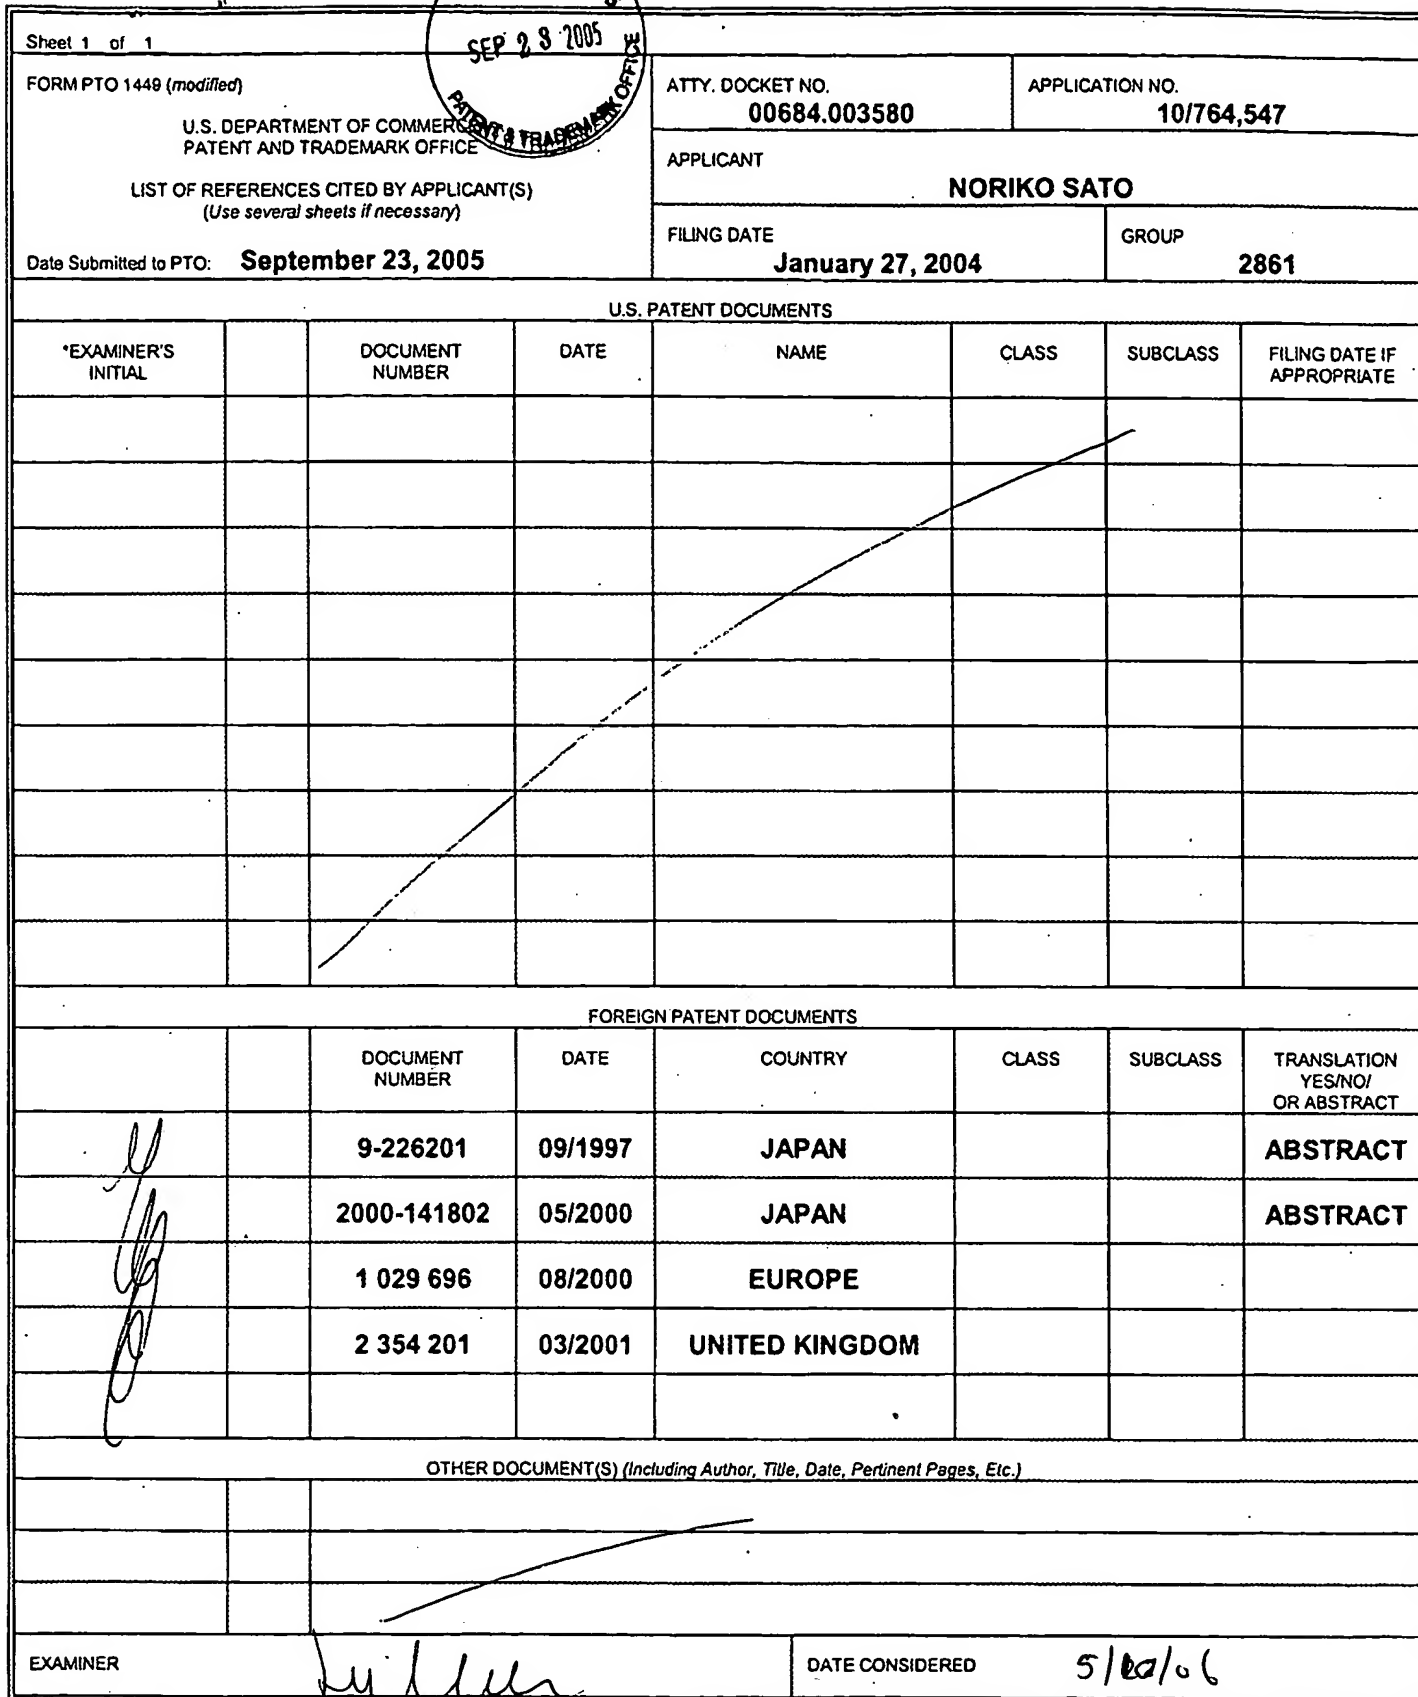 Sheet 1 of 1
SEP 23 2005
PATENT & TRADEMARK OFFICE
FORM PTO 1449 (modified)
U.S. DEPARTMENT OF COMMERCE
PATENT AND TRADEMARK OFFICE
LIST OF REFERENCES CITED BY APPLICANT(S)
(Use several sheets if necessary)
Date Submitted to PTO: September 23, 2005
ATTY. DOCKET NO.
00684.003580
APPLICATION NO.
10/764,547
APPLICANT
NORIKO SATO
FILING DATE
January 27, 2004
GROUP
2861
U.S. PATENT DOCUMENTS
*EXAMINER'S INITIAL
DOCUMENT NUMBER
DATE
NAME
CLASS
SUBCLASS
FILING DATE IF APPROPRIATE
FOREIGN PATENT DOCUMENTS
DOCUMENT NUMBER
DATE
COUNTRY
CLASS
SUBCLASS
TRANSLATION YES/NO/ OR ABSTRACT
9-226201 09/1997 JAPAN ABSTRACT
2000-141802 05/2000 JAPAN ABSTRACT
1 029 696 08/2000 EUROPE
2 354 201 03/2001 UNITED KINGDOM
OTHER DOCUMENT(S) (Including Author, Title, Date, Pertinent Pages, Etc.)
EXAMINER
DATE CONSIDERED